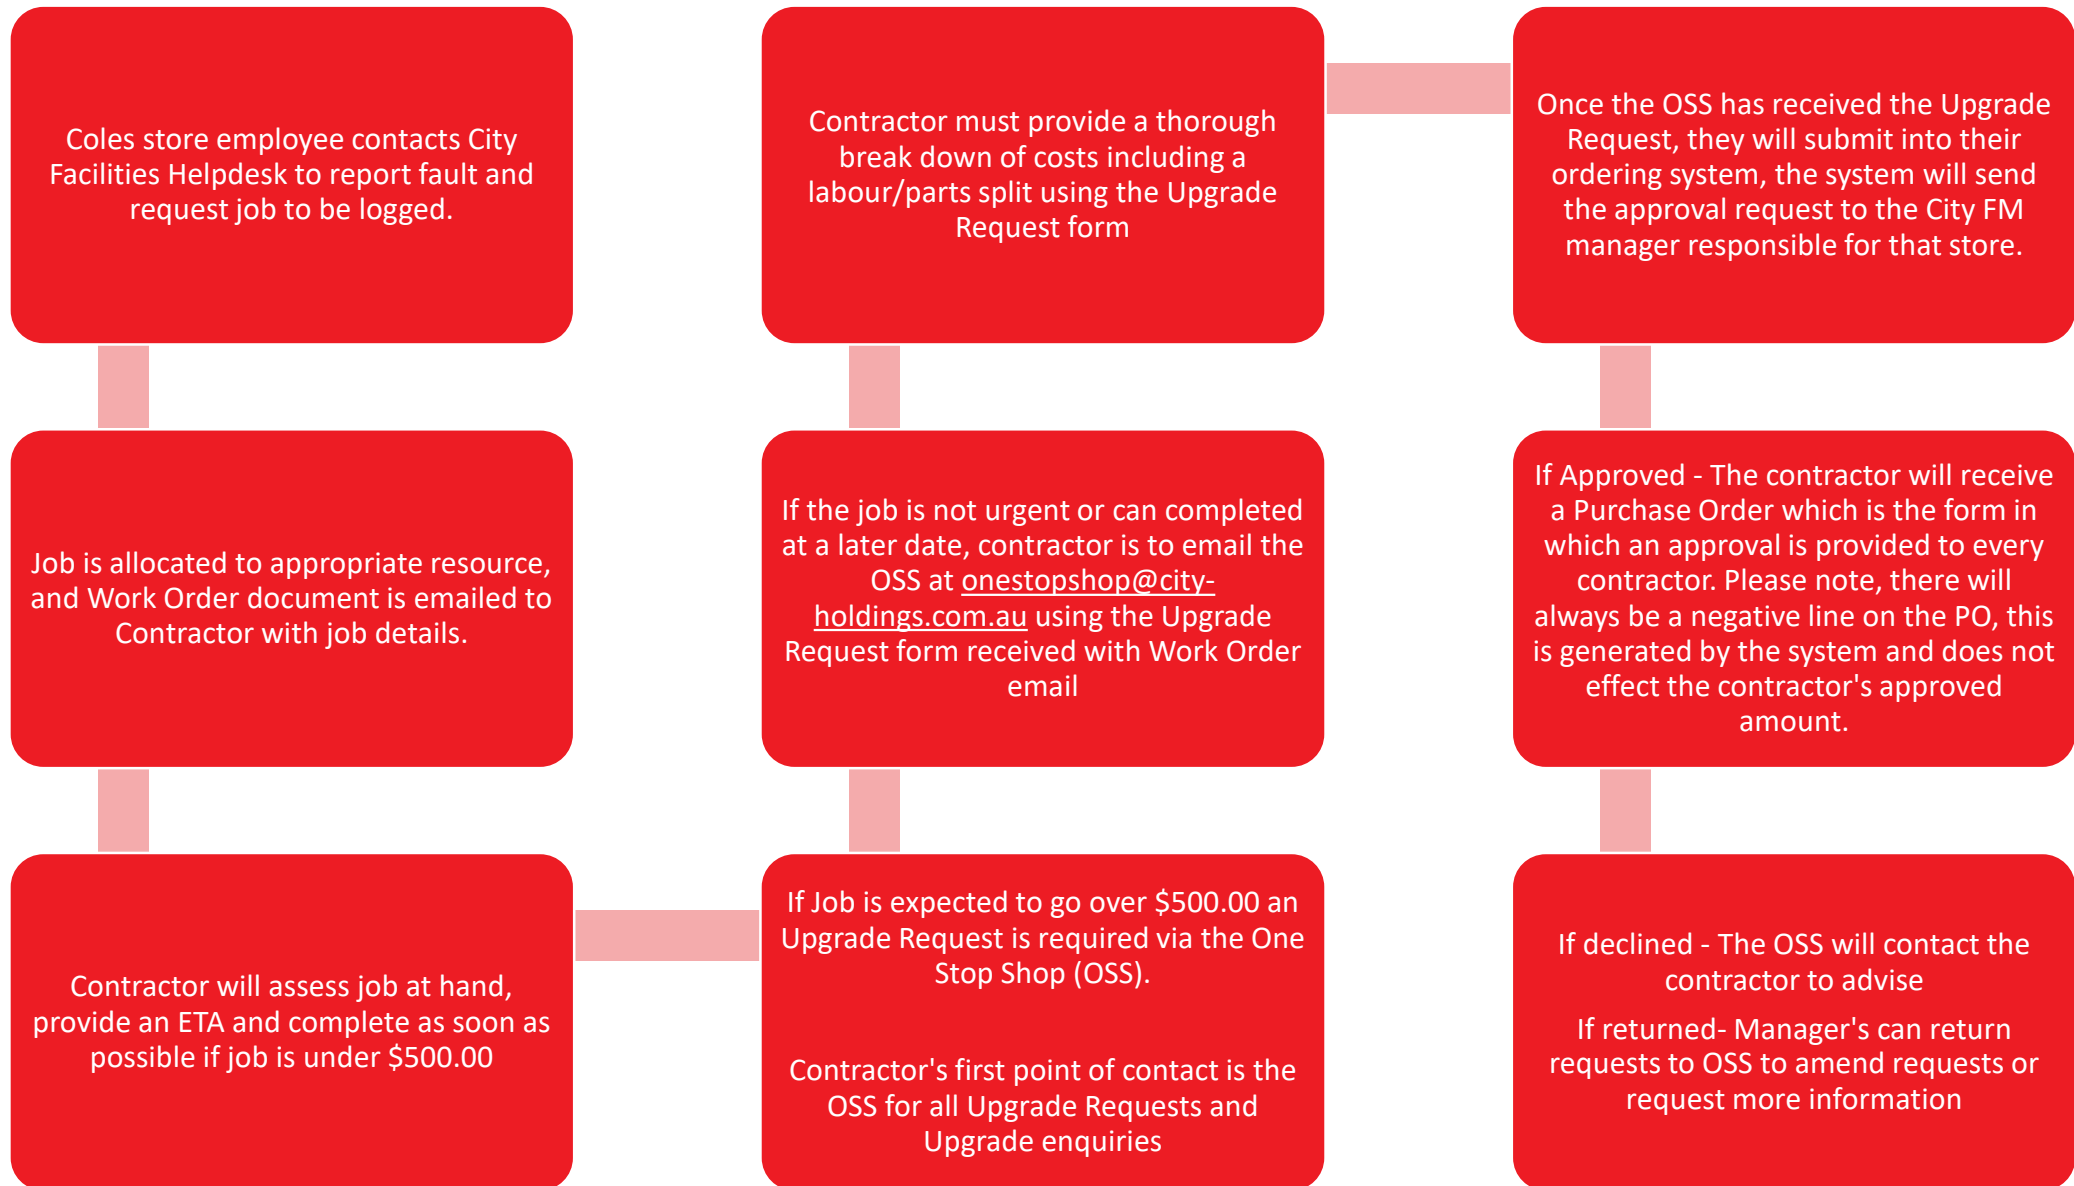 Coles store employee contacts City
Facilities Helpdesk to report fault and
request job to be logged.
Job is allocated to appropriate resource,
and Work Order document is emailed to
Contractor with job details.
Contractor will assess job at hand,
provide an ETA and complete as soon as
possible if job is under $500.00
If Job is expected to go over $500.00 an
Upgrade Request is required via the One
Stop Shop (OSS).
Contractor's first point of contact is the
OSS for all Upgrade Requests and
Upgrade enquiries
If the job is not urgent or can completed
at a later date, contractor is to email the
OSS at onestopshop@city-
holdings.com.au using the Upgrade
Request form received with Work Order
email
Contractor must provide a thorough
break down of costs including a
labour/parts split using the Upgrade
Request form
Once the OSS has received the Upgrade
Request, they will submit into their
ordering system, the system will send
the approval request to the City FM
manager responsible for that store.
If Approved - The contractor will receive
a Purchase Order which is the form in
which an approval is provided to every
contractor. Please note, there will
always be a negative line on the PO, this
is generated by the system and does not
effect the contractor's approved
amount.
If declined - The OSS will contact the
contractor to advise
If returned- Manager's can return
requests to OSS to amend requests or
request more information